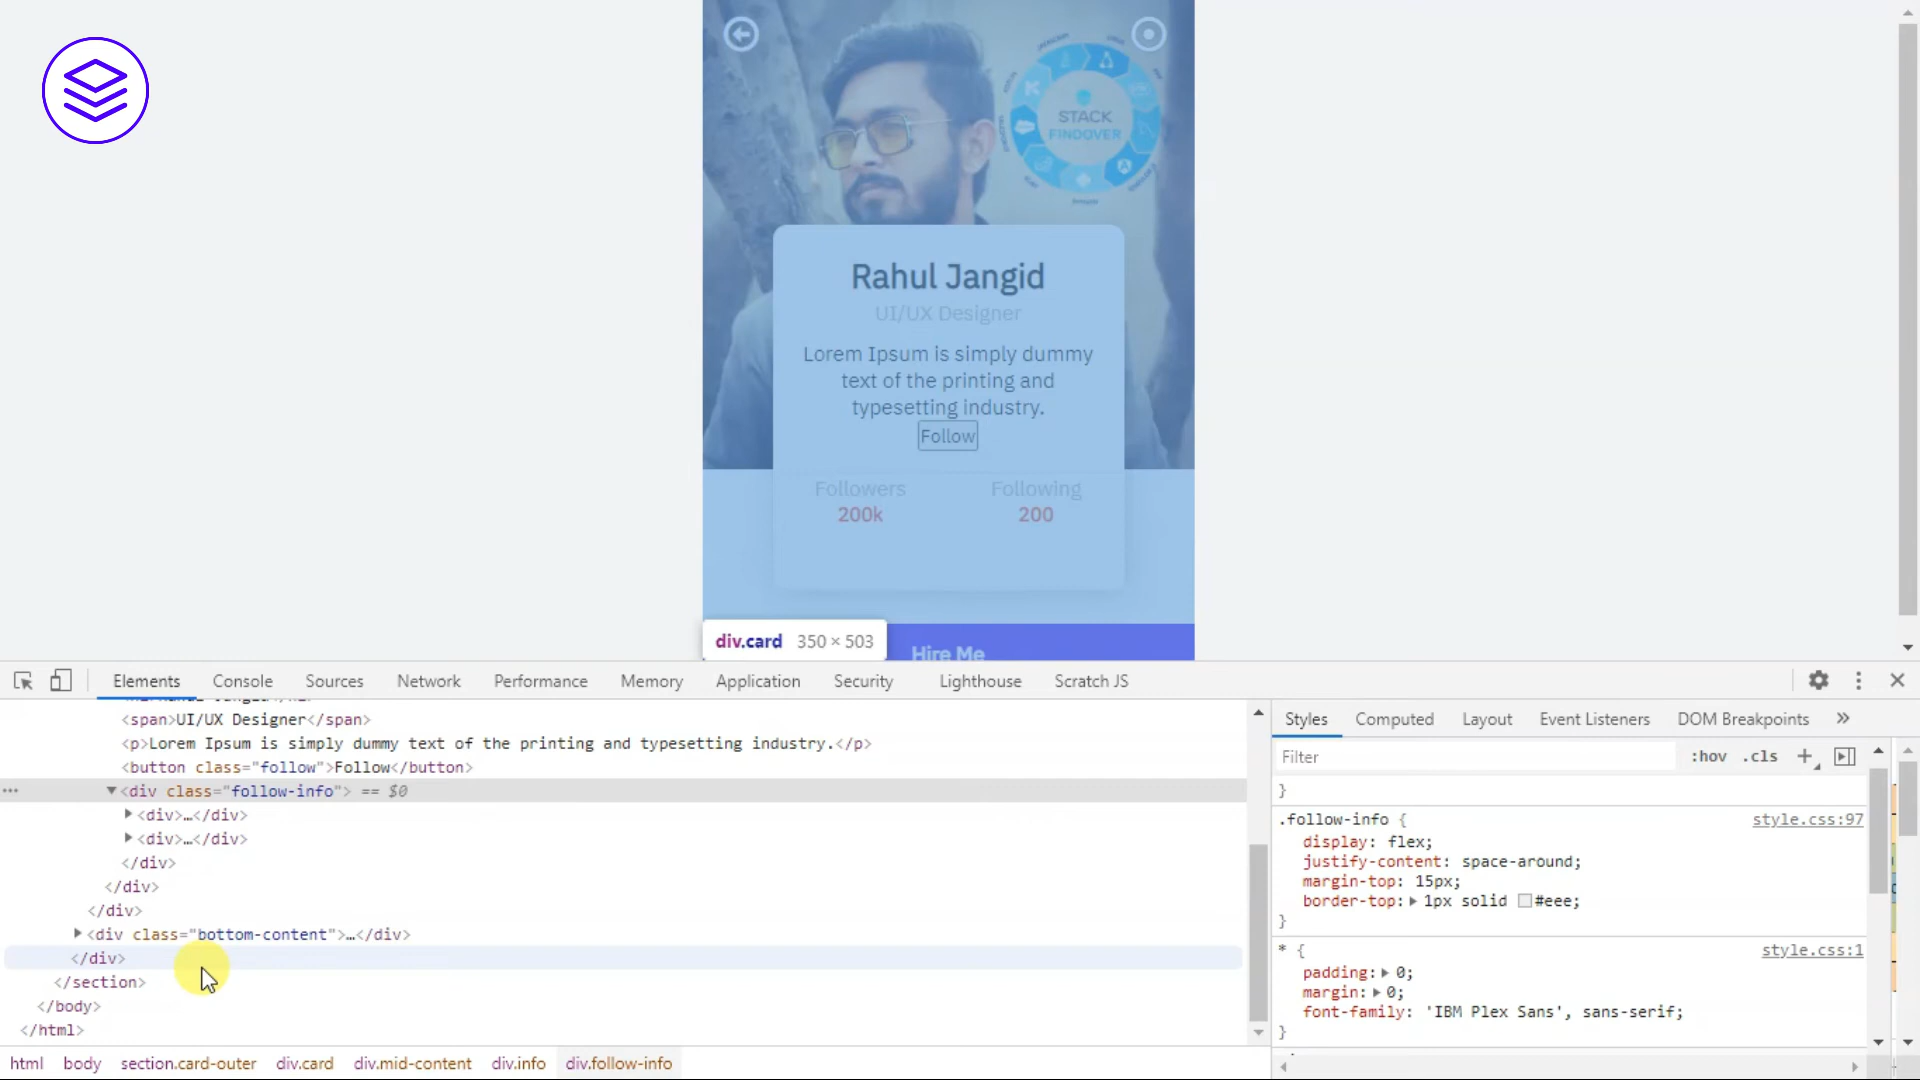 STACK
FINDOVER
Rahul Jangid
UI/UX Designer
Lorem Ipsum is simply dummy
text of the printing and
typesetting industry.
Follow
Followers
Following
200k
200
div.card 350 × 503
Hire Me
Elements Console Sources Network Performance Memory Application Security Lighthouse Scratch JS
<span>UI/UX Designer</span>
<p>Lorem Ipsum is simply dummy text of the printing and typesetting industry.</p>
<button class="follow">Follow</button>
<div class="follow-info"> == $0
<div>…</div>
<div>…</div>
</div>
</div>
</div>
<div class="bottom-content">…</div>
</div>
</section>
</body>
</html>
html body section.card-outer div.card div.mid-content div.info div.follow-info
Styles Computed Layout Event Listeners DOM Breakpoints »
Filter :hov .cls +
}
.follow-info { style.css:97
display: flex;
justify-content: space-around;
margin-top: 15px;
border-top: 1px solid #eee;
}
* { style.css:1
padding: 0;
margin: 0;
font-family: 'IBM Plex Sans', sans-serif;
}